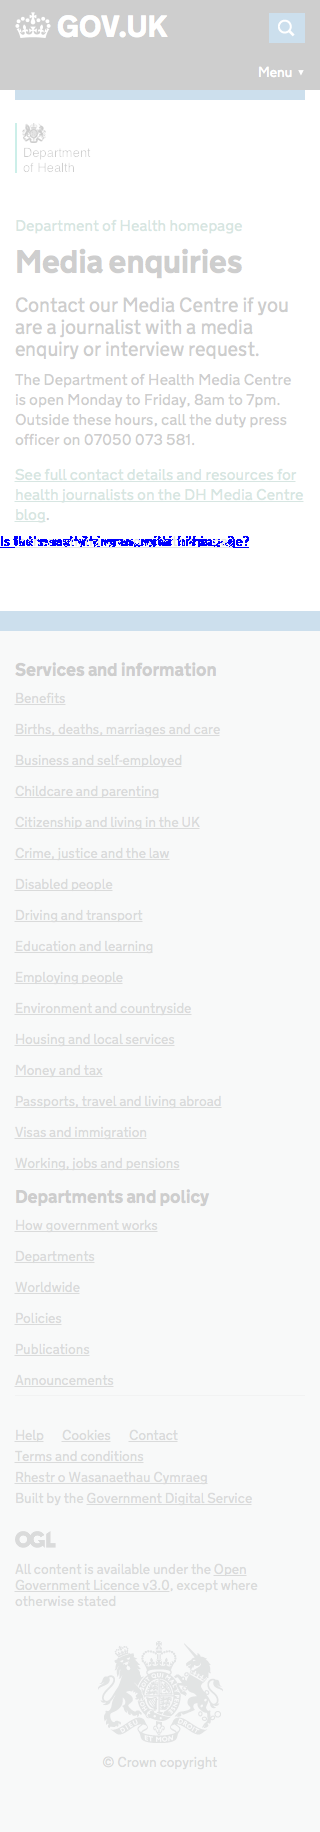 GOV.UK
Menu ▼
Department
of Health
Department of Health homepage
Media enquiries
Contact our Media Centre if you
are a journalist with a media
enquiry or interview request.
The Department of Health Media Centre
is open Monday to Friday, 8am to 7pm.
Outside these hours, call the duty press
officer on 07050 073 581.
See full contact details and resources for
health journalists on the DH Media Centre
blog.
Services and information
Benefits
Births, deaths, marriages and care
Business and self-employed
Childcare and parenting
Citizenship and living in the UK
Crime, justice and the law
Disabled people
Driving and transport
Education and learning
Employing people
Environment and countryside
Housing and local services
Money and tax
Passports, travel and living abroad
Visas and immigration
Working, jobs and pensions
Departments and policy
How government works
Departments
Worldwide
Policies
Publications
Announcements
Help Cookies Contact
Terms and conditions
Rhestr o Wasanaethau Cymraeg
Built by the Government Digital Service
OGL
All content is available under the Open
Government Licence v3.0, except where
otherwise stated
© Crown copyright